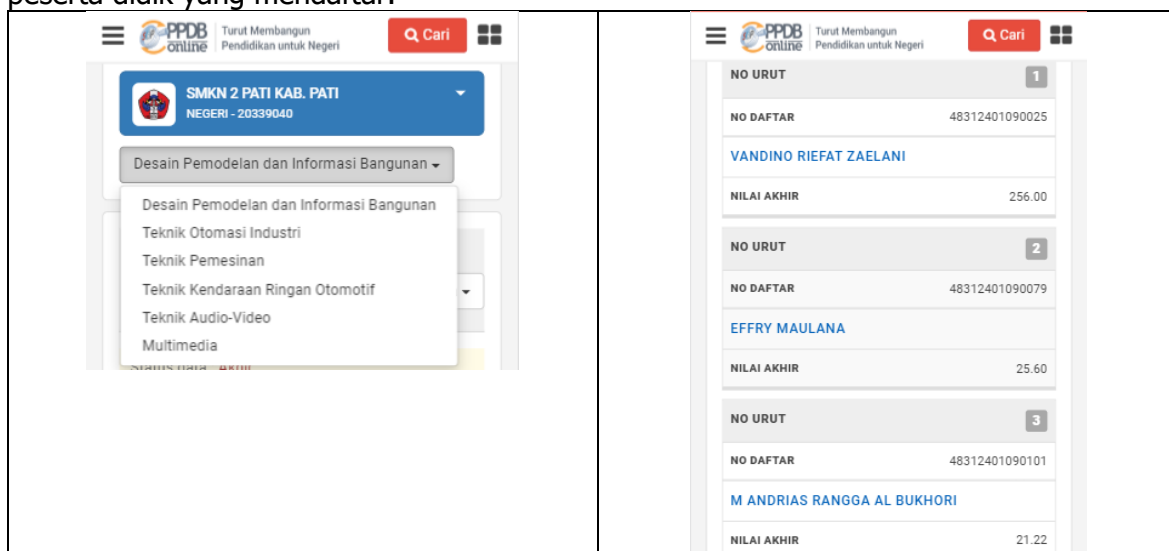 peserta didik yang mendaftar.
PPDB online
Turut Membangun
Pendidikan untuk Negeri
Cari
SMKN 2 PATI KAB. PATI
NEGERI - 20339040
Desain Pemodelan dan Informasi Bangunan
Desain Pemodelan dan Informasi Bangunan
Teknik Otomasi Industri
Teknik Pemesinan
Teknik Kendaraan Ringan Otomotif
Teknik Audio-Video
Multimedia
PPDB online
Turut Membangun
Pendidikan untuk Negeri
Cari
NO URUT 1
NO DAFTAR 48312401090025
VANDINO RIEFAT ZAELANI
NILAI AKHIR 256.00
NO URUT 2
NO DAFTAR 48312401090079
EFFRY MAULANA
NILAI AKHIR 25.60
NO URUT 3
NO DAFTAR 48312401090101
M ANDRIAS RANGGA AL BUKHORI
NILAI AKHIR 21.22